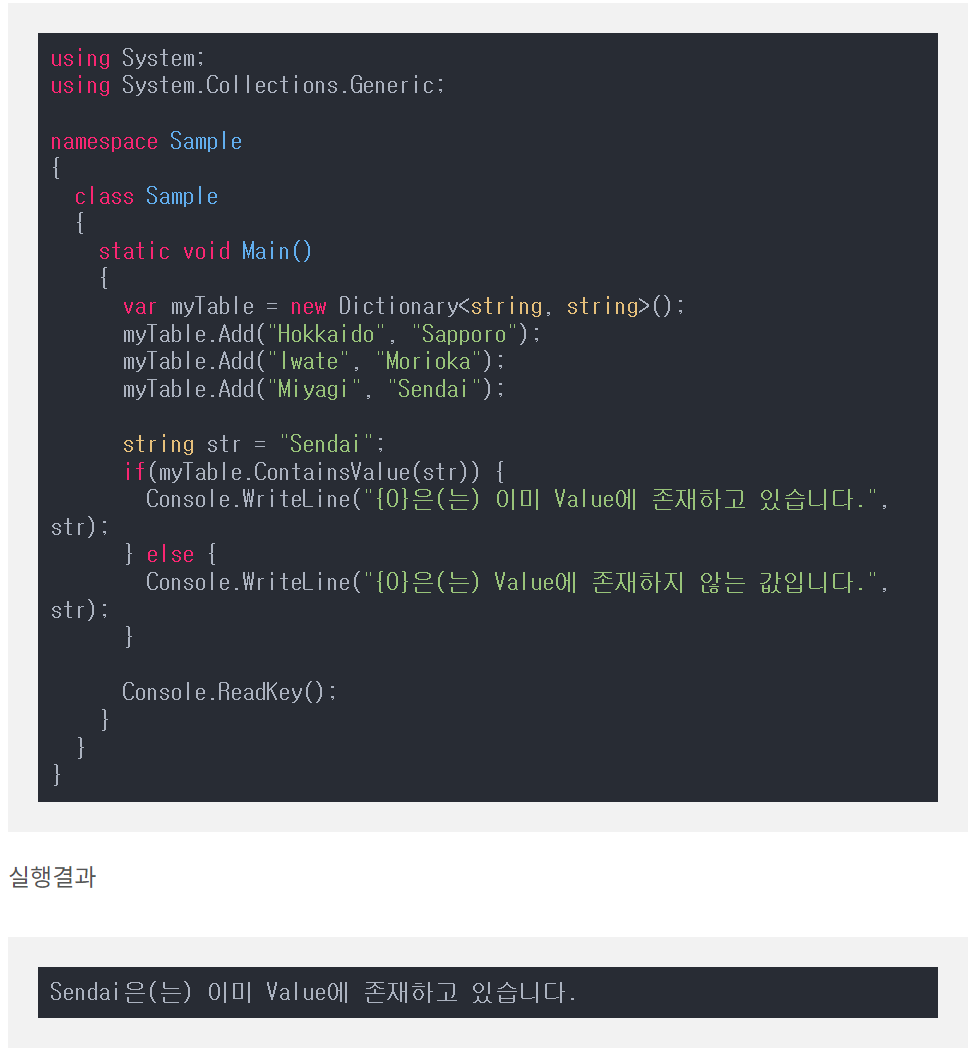 using System;
using System.Collections.Generic;

namespace Sample
{
  class Sample
  {
    static void Main()
    {
      var myTable = new Dictionary<string, string>();
      myTable.Add("Hokkaido", "Sapporo");
      myTable.Add("Iwate", "Morioka");
      myTable.Add("Miyagi", "Sendai");

      string str = "Sendai";
      if(myTable.ContainsValue(str)) {
        Console.WriteLine("{0}은(는) 이미 Value에 존재하고 있습니다.",
str);
      } else {
        Console.WriteLine("{0}은(는) Value에 존재하지 않는 값입니다.",
str);
      }

      Console.ReadKey();
    }
  }
}
실행결과
Sendai은(는) 이미 Value에 존재하고 있습니다.